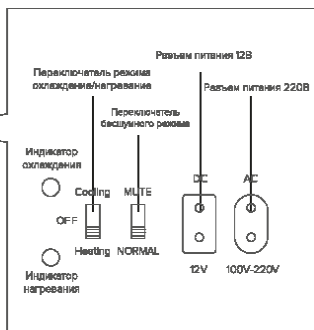 Разъем питания 12В
Переключатель режима
охлаждения/нагревание
Разъем питания 220В
Переключатель
бесшумного режима
Индикатор
охлаждения
Cooling
MUTE
DC
AC
OFF
Heating
NORMAL
12V
100V-220V
Индикатор
нагревания